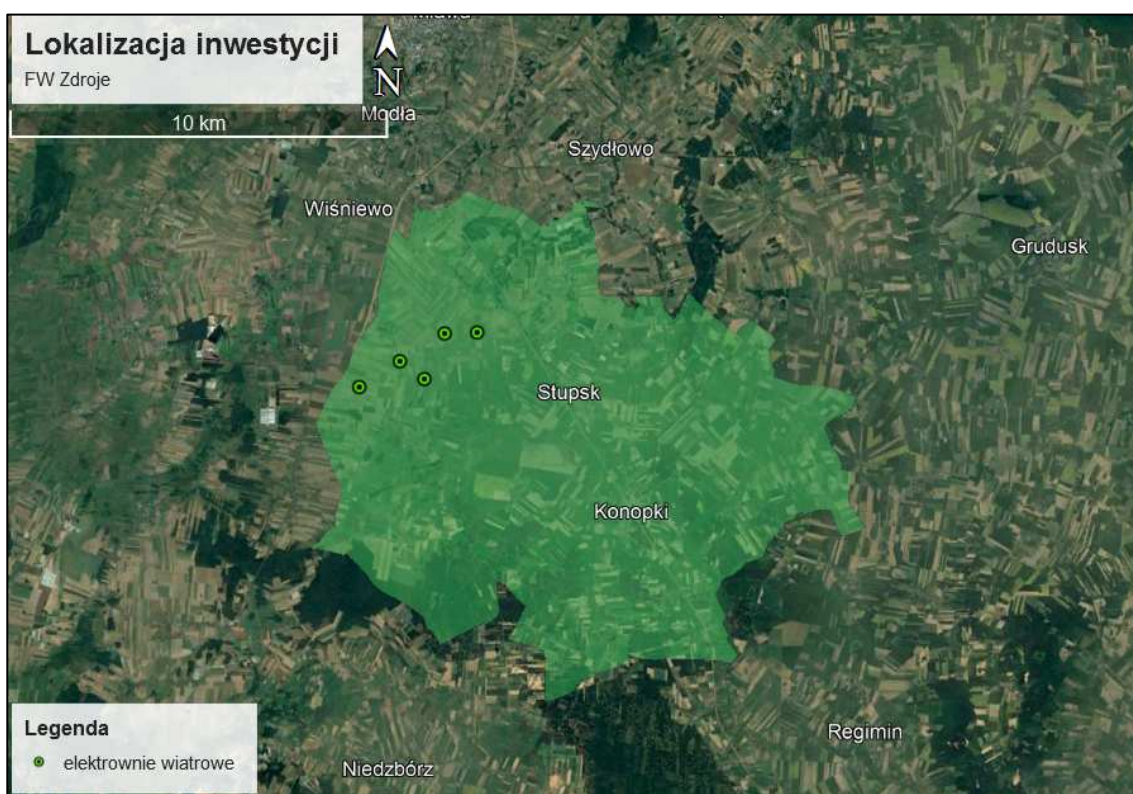 Lokalizacja inwestycji
FW Zdroje
N
10 km
Modła
Szydłowo
Wiśniewo
Grudusk
Stupsk
Konopki
Regimin
Niedzbórz
Legenda
elektrownie wiatrowe